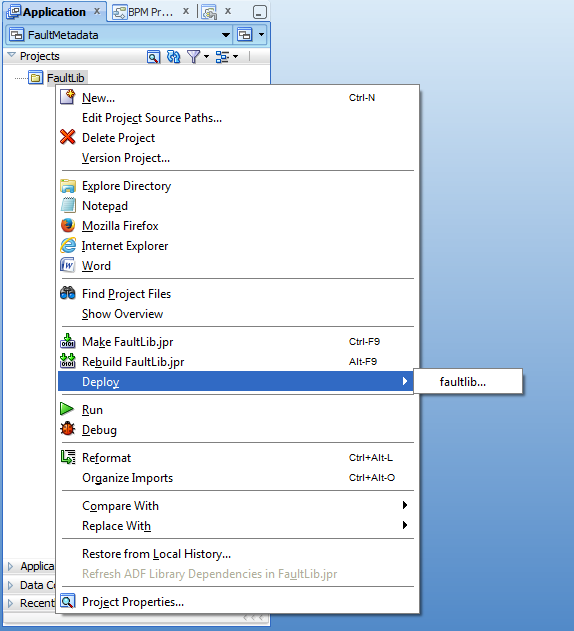 Application x BPM Pr... x x
FaultMetadata
Projects
FaultLib
New... Ctrl-N
Edit Project Source Paths...
Delete Project
Version Project...
Explore Directory
Notepad
Mozilla Firefox
Internet Explorer
Word
Find Project Files
Show Overview
Make FaultLib.jpr Ctrl-F9
Rebuild FaultLib.jpr Alt-F9
Deploy faultlib...
Run
Debug
Reformat Ctrl+Alt-L
Organize Imports Ctrl+Alt-O
Compare With
Replace With
Restore from Local History...
Applica
Refresh ADF Library Dependencies in FaultLib.jpr
Data Co
Recent
Project Properties...